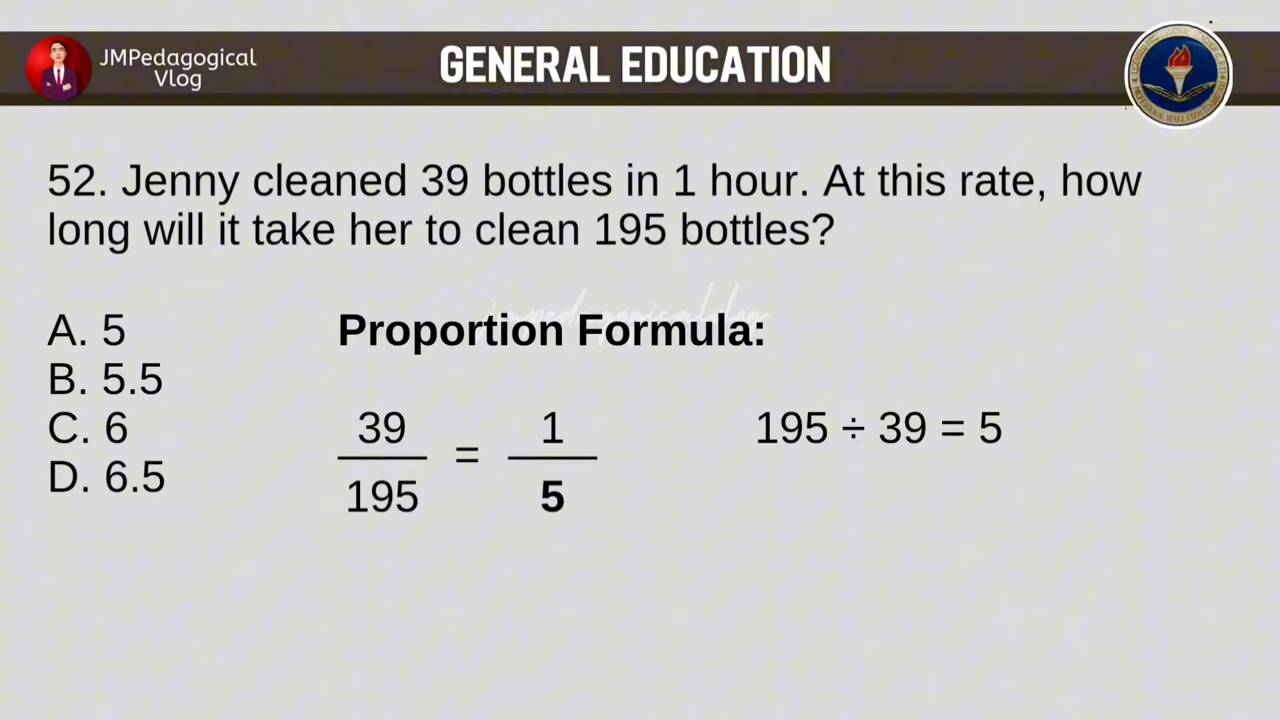 JMPedagogical
Vlog
GENERAL EDUCATION
52. Jenny cleaned 39 bottles in 1 hour. At this rate, how
long will it take her to clean 195 bottles?
A. 5
B. 5.5
C. 6
D. 6.5
Proportion Formula:
39
195
=
1
5
195 ÷ 39 = 5